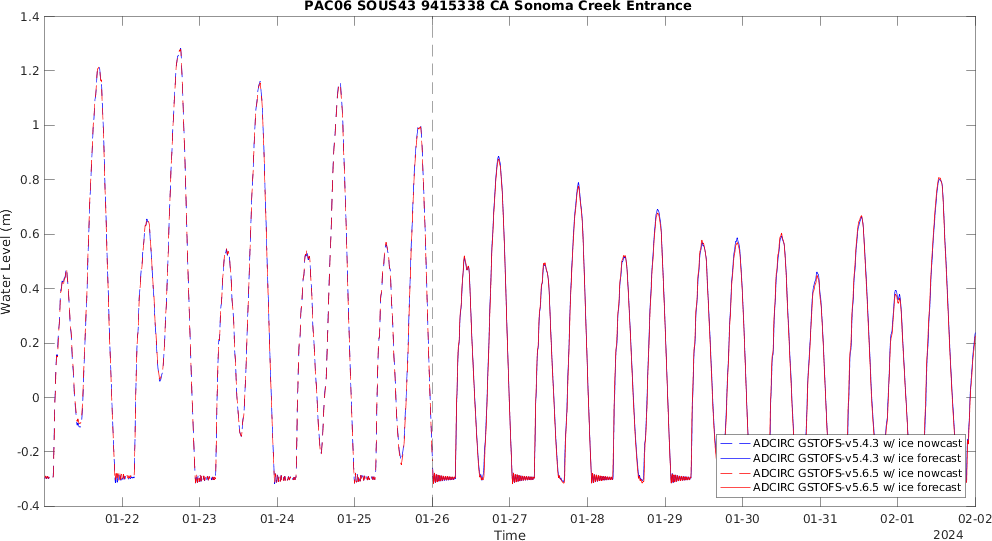 PAC06 SOUS43 9415338 CA Sonoma Creek Entrance
1.4
1.2
1
0.8
0.6
0.4
0.2
0
-0.2
-0.4
Water Level (m)
ADCIRC GSTOFS-v5.4.3 w/ ice nowcast
ADCIRC GSTOFS-v5.4.3 w/ ice forecast
ADCIRC GSTOFS-v5.6.5 w/ ice nowcast
ADCIRC GSTOFS-v5.6.5 w/ ice forecast
01-22 01-23 01-24 01-25 01-26 01-27 01-28 01-29 01-30 01-31 02-01 02-02
Time 2024